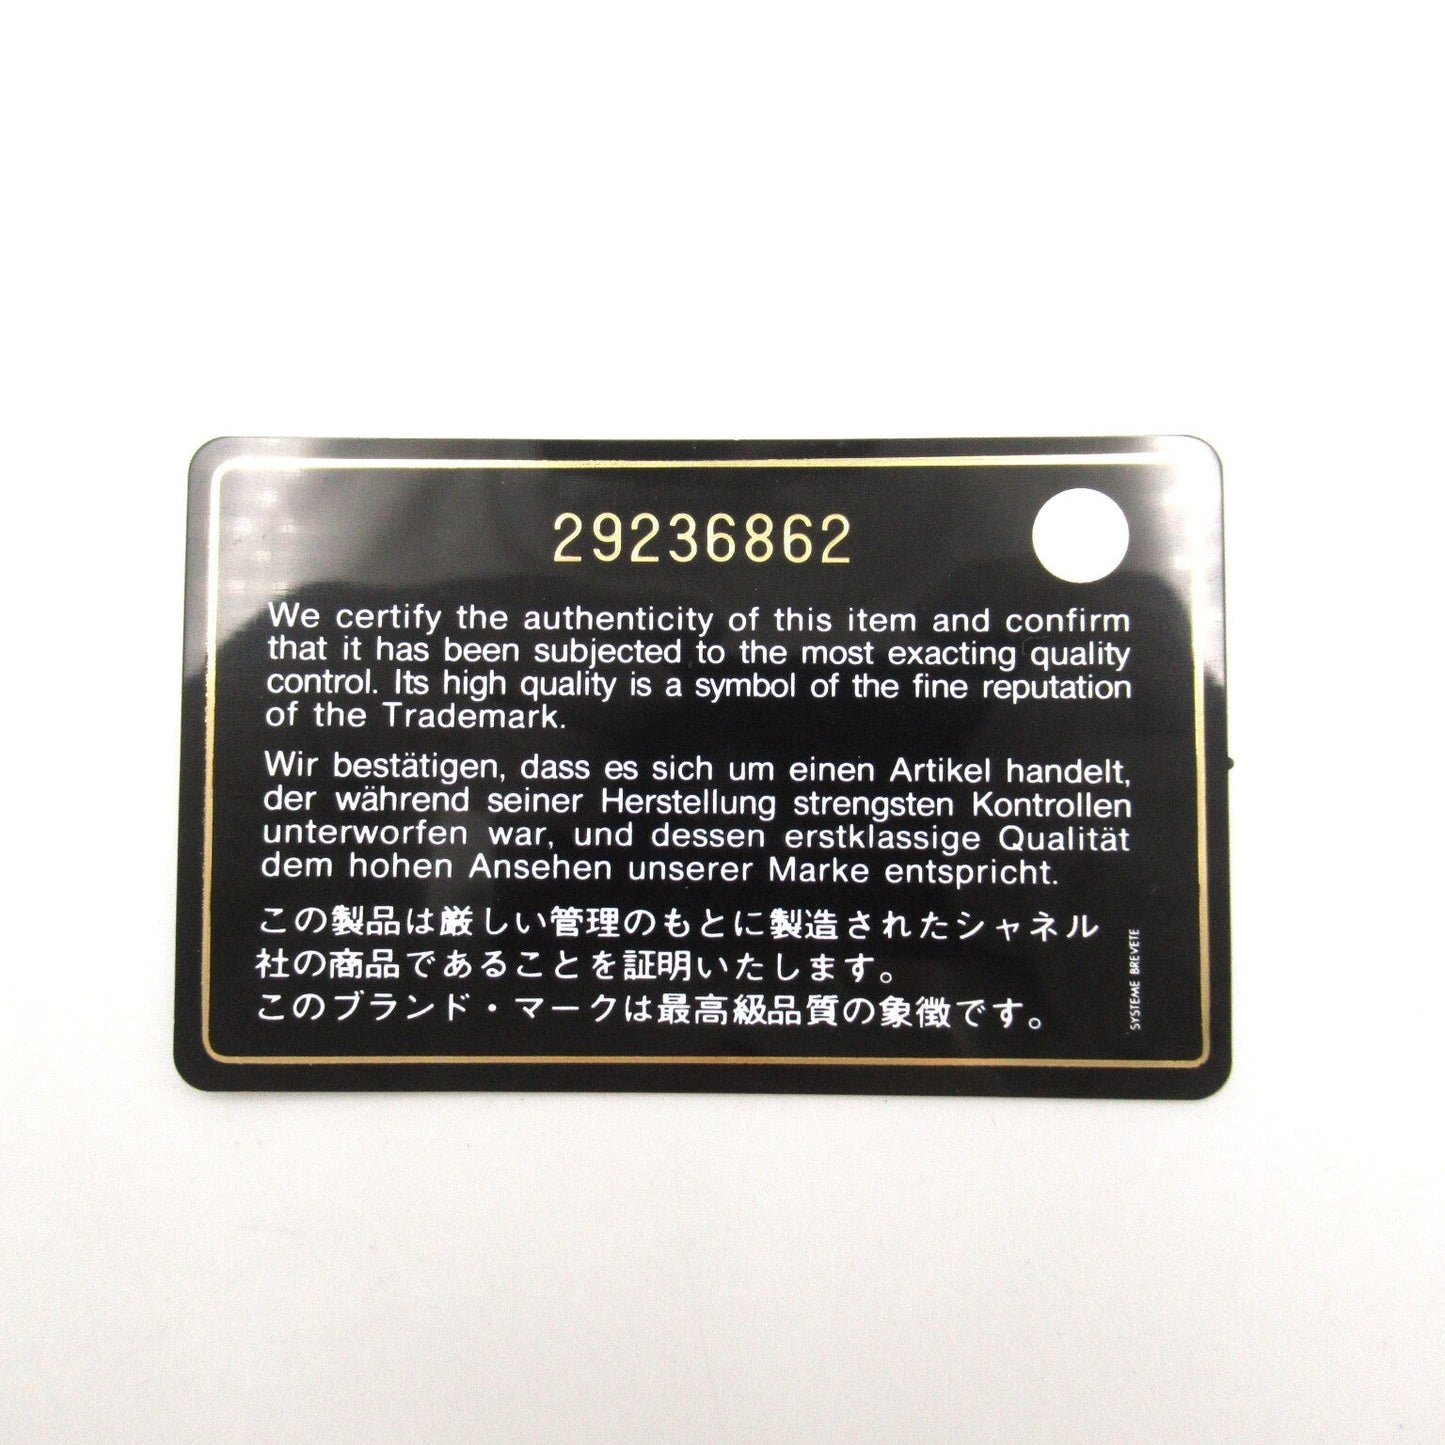 29236862
We certify the authenticity of this item and confirm
that it has been subjected to the most exacting quality
control. Its high quality is a symbol of the fine reputation
of the Trademark.
Wir bestätigen, dass es sich um einen Artikel handelt,
der während seiner Herstellung strengsten Kontrollen
unterworfen war, und dessen erstklassige Qualität
dem hohen Ansehen unserer Marke entspricht.
この製品は厳しい管理のもとに製造されたシャネル
社の商品であることを証明いたします。
このブランド・マークは最高級品質の象徴です。
SYSTEME BREVETE